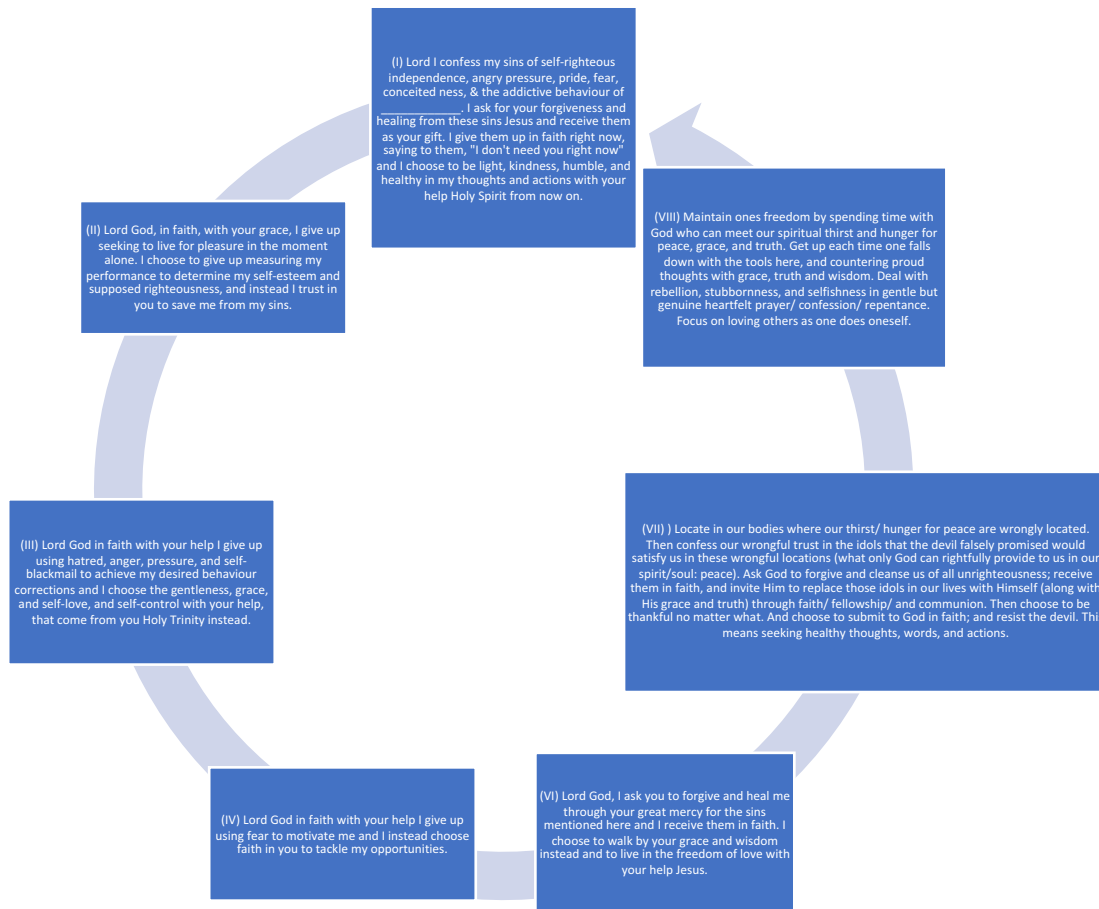 (I) Lord I confess my sins of self-righteous
independence, angry pressure, pride, fear,
conceited ness, & the addictive behaviour of
____________. I ask for your forgiveness and
healing from these sins Jesus and receive them
as your gift. I give them up in faith right now,
saying to them, "I don't need you right now"
and I choose to be light, kindness, humble, and
healthy in my thoughts and actions with your
help Holy Spirit from now on.
(II) Lord God, in faith, with your grace, I give up
seeking to live for pleasure in the moment
alone. I choose to give up measuring my
performance to determine my self-esteem and
supposed righteousness, and instead I trust in
you to save me from my sins.
(III) Lord God in faith with your help I give up
using hatred, anger, pressure, and self-
blackmail to achieve my desired behaviour
corrections and I choose the gentleness, grace,
and self-love, and self-control with your help,
that come from you Holy Trinity instead.
(IV) Lord God in faith with your help I give up
using fear to motivate me and I instead choose
faith in you to tackle my opportunities.
(VI) Lord God, I ask you to forgive and heal me
through your great mercy for the sins
mentioned here and I receive them in faith. I
choose to walk by your grace and wisdom
instead and to live in the freedom of love with
your help Jesus.
(VII) ) Locate in our bodies where our thirst/ hunger for peace are wrongly located.
Then confess our wrongful trust in the idols that the devil falsely promised would
satisfy us in these wrongful locations (what only God can rightfully provide to us in our
spirit/soul: peace). Ask God to forgive and cleanse us of all unrighteousness; receive
them in faith, and invite Him to replace those idols in our lives with Himself (along with
His grace and truth) through faith/ fellowship/ and communion. Then choose to be
thankful no matter what. And choose to submit to God in faith; and resist the devil. This
means seeking healthy thoughts, words, and actions.
(VIII) Maintain ones freedom by spending time with
God who can meet our spiritual thirst and hunger for
peace, grace, and truth. Get up each time one falls
down with the tools here, and countering proud
thoughts with grace, truth and wisdom. Deal with
rebellion, stubbornness, and selfishness in gentle but
genuine heartfelt prayer/ confession/ repentance.
Focus on loving others as one does oneself.